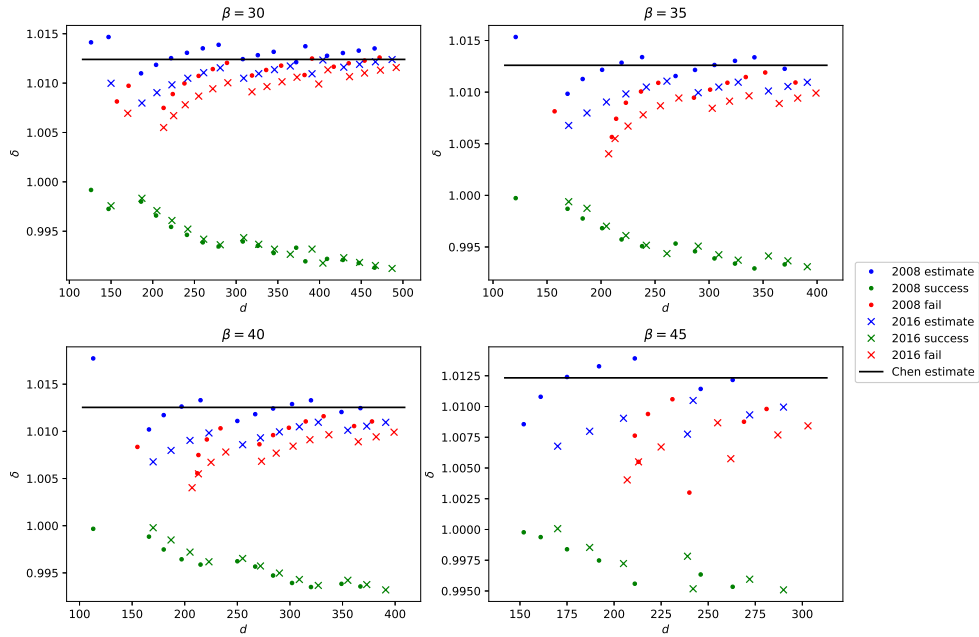 β = 30
1.015
1.010
1.005
1.000
0.995
δ
100 150 200 250 300 350 400 450 500
d
β = 35
1.015
1.010
1.005
1.000
0.995
δ
100 150 200 250 300 350 400
d
2008 estimate
2008 success
2008 fail
2016 estimate
2016 success
2016 fail
Chen estimate
β = 40
1.015
1.010
1.005
1.000
0.995
δ
100 150 200 250 300 350 400
d
β = 45
1.0125
1.0100
1.0075
1.0050
1.0025
1.0000
0.9975
0.9950
δ
150 175 200 225 250 275 300
d